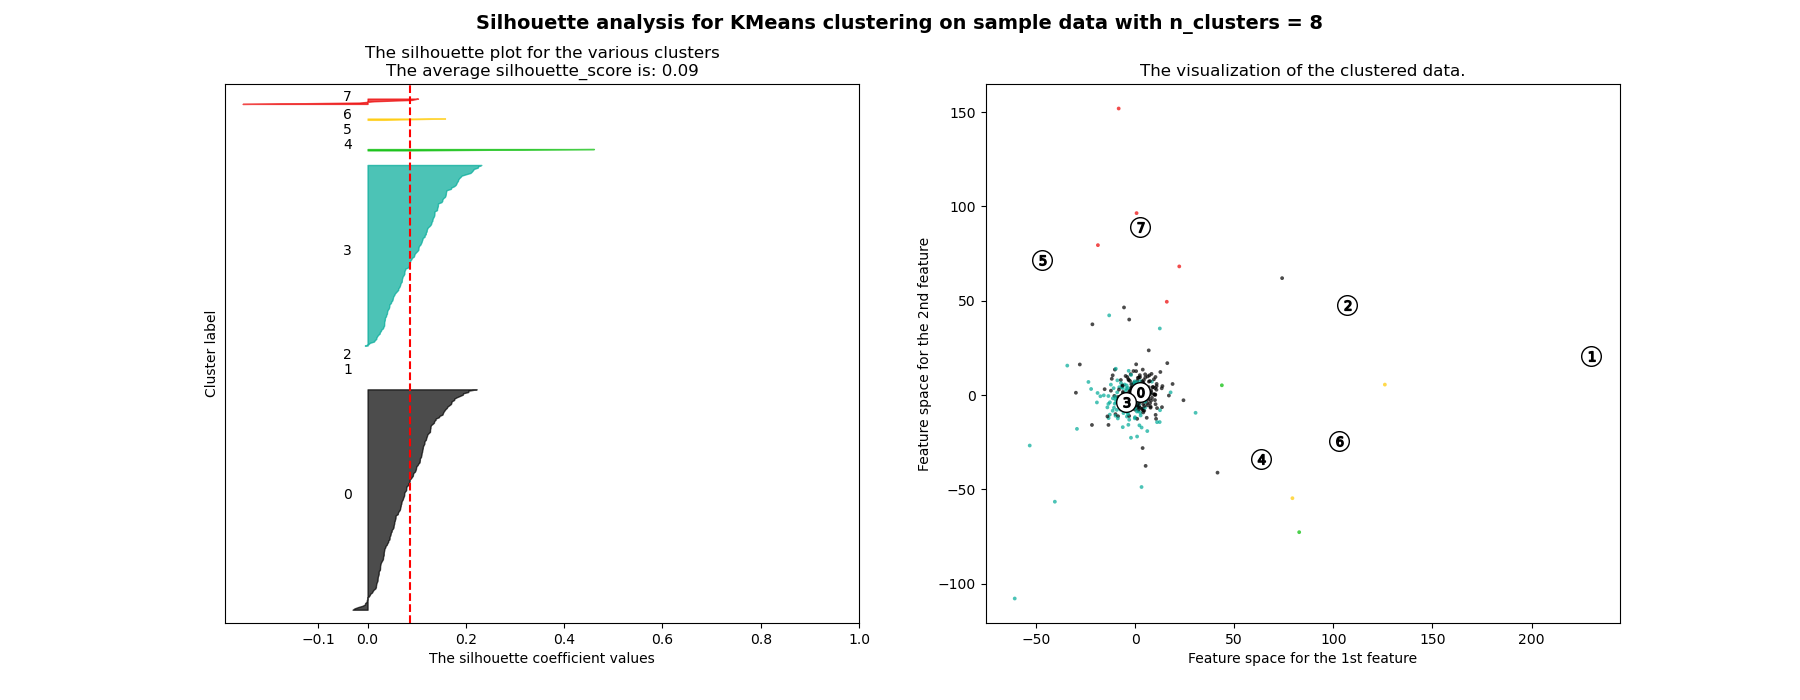 Silhouette analysis for KMeans clustering on sample data with n_clusters = 8
The silhouette plot for the various clusters
The average silhouette_score is: 0.09
7
6
5
4
3
2
1
0
Cluster label
−0.1 0.0 0.2 0.4 0.6 0.8 1.0
The silhouette coefficient values
The visualization of the clustered data.
150
100
50
0
−50
−100
Feature space for the 2nd feature
7
5
2
1
0
3
6
4
−50 0 50 100 150 200
Feature space for the 1st feature